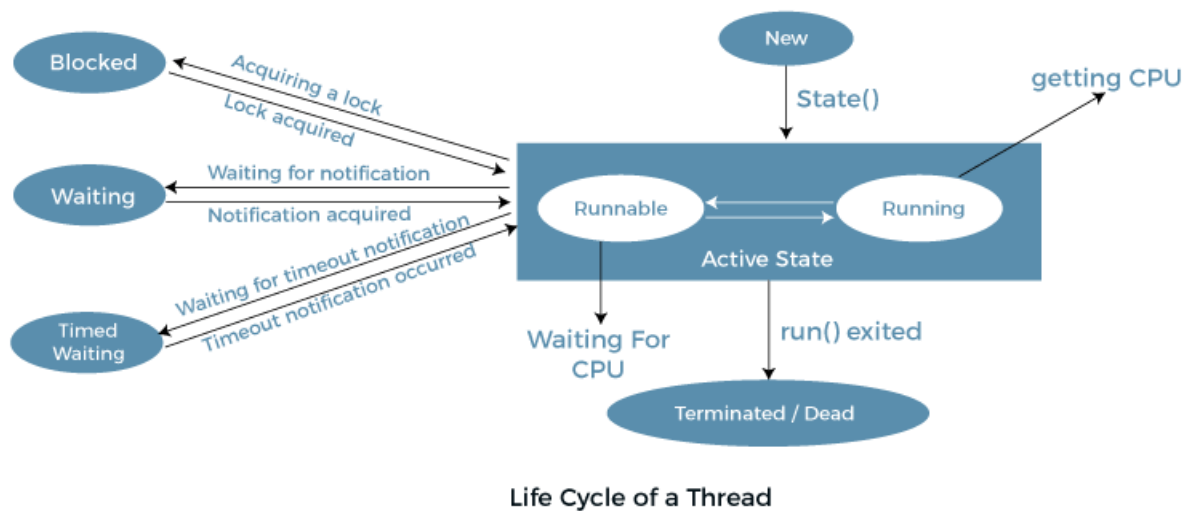 New
Blocked
Acquiring a lock
Lock acquired
State()
getting CPU
Waiting
Waiting for notification
Notification acquired
Runnable
Running
Active State
Waiting for timeout notification
Timeout notification occurred
Timed
Waiting
Waiting For
CPU
run() exited
Terminated / Dead
Life Cycle of a Thread